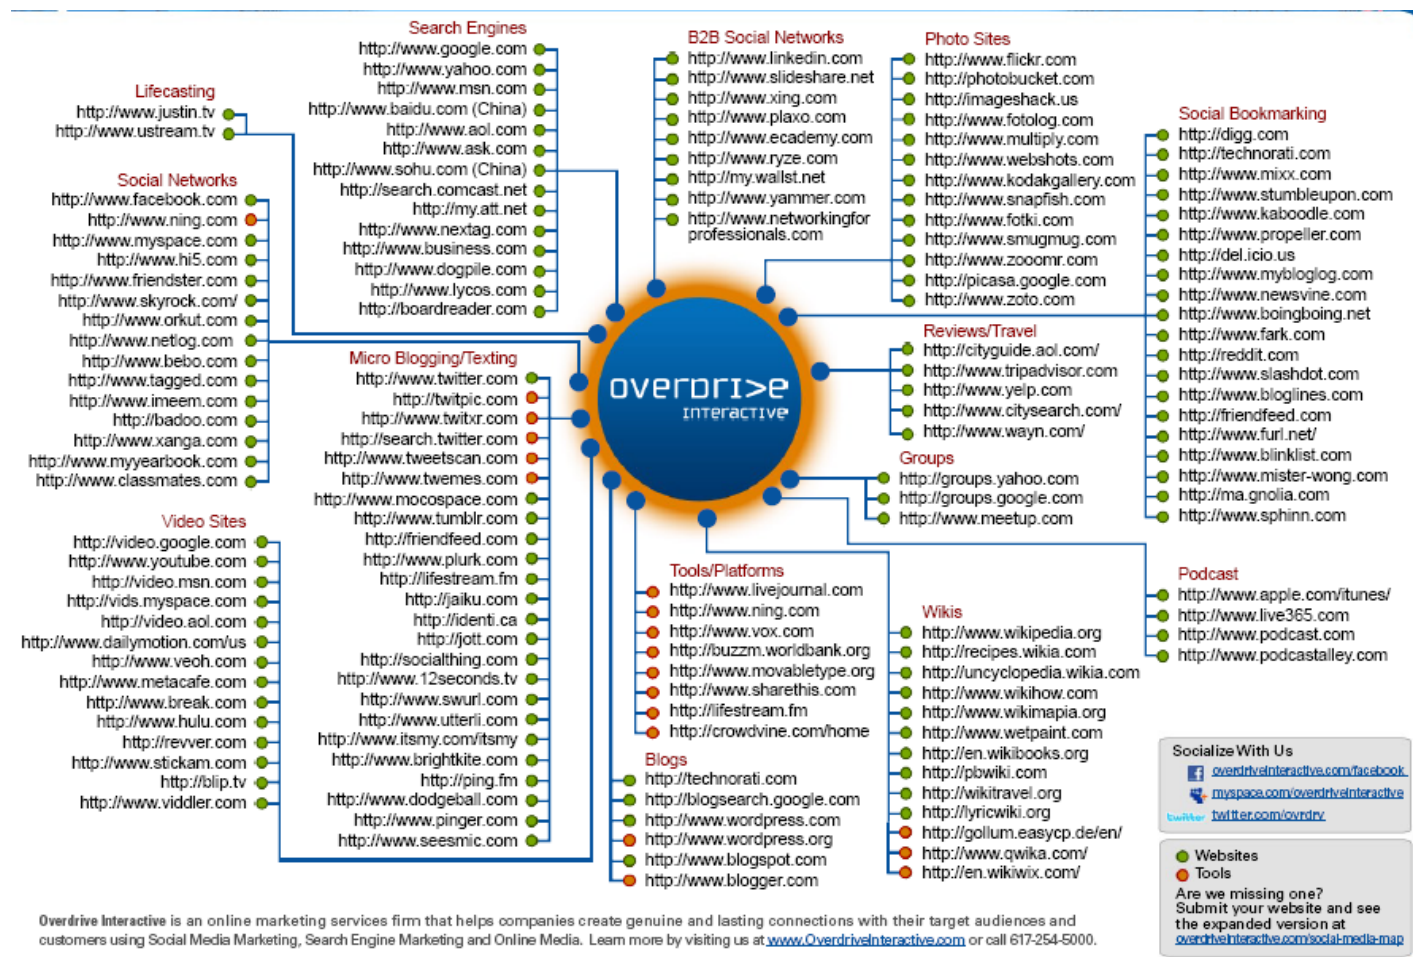 Search Engines
http://www.google.com
http://www.yahoo.com
http://www.msn.com
http://www.baidu.com (China)
http://www.aol.com
http://www.ask.com
http://www.sohu.com (China)
http://search.comcast.net
http://my.att.net
http://www.nextag.com
http://www.business.com
http://www.dogpile.com
http://www.lycos.com
http://boardreader.com
B2B Social Networks
http://www.linkedin.com
http://www.slideshare.net
http://www.xing.com
http://www.plaxo.com
http://www.ecademy.com
http://www.ryze.com
http://my.wallst.net
http://www.yammer.com
http://www.networkingfor
professionals.com
Photo Sites
http://www.flickr.com
http://photobucket.com
http://imageshack.us
http://www.fotolog.com
http://www.multiply.com
http://www.webshots.com
http://www.kodakgallery.com
http://www.snapfish.com
http://www.fotki.com
http://www.smugmug.com
http://www.zooomr.com
http://picasa.google.com
http://www.zoto.com
Lifecasting
http://www.justin.tv
http://www.ustream.tv
Social Bookmarking
http://digg.com
http://technorati.com
http://www.mixx.com
http://www.stumbleupon.com
http://www.kaboodle.com
http://www.propeller.com
http://del.icio.us
http://www.mybloglog.com
http://www.newsvine.com
http://www.boingboing.net
http://www.fark.com
http://reddit.com
http://www.slashdot.com
http://www.bloglines.com
http://friendfeed.com
http://www.furl.net/
http://www.blinklist.com
http://www.mister-wong.com
http://ma.gnolia.com
http://www.sphinn.com
Social Networks
http://www.facebook.com
http://www.ning.com
http://www.myspace.com
http://www.hi5.com
http://www.friendster.com
http://www.skyrock.com/
http://www.orkut.com
http://www.netlog.com
http://www.bebo.com
http://www.tagged.com
http://www.imeem.com
http://badoo.com
http://www.xanga.com
http://www.myyearbook.com
http://www.classmates.com
Reviews/Travel
http://cityguide.aol.com/
http://www.tripadvisor.com
http://www.yelp.com
http://www.citysearch.com/
http://www.wayn.com/
Micro Blogging/Texting
http://www.twitter.com
http://twitpic.com
http://www.twitxr.com
http://search.twitter.com
http://www.tweetscan.com
http://www.twemes.com
http://www.mocospace.com
http://www.tumblr.com
http://friendfeed.com
http://www.plurk.com
http://lifestream.fm
http://jaiku.com
http://identi.ca
http://jott.com
http://socialthing.com
http://www.12seconds.tv
http://www.swurl.com
http://www.utterli.com
http://www.itsmy.com/itsmy
http://www.brightkite.com
http://ping.fm
http://www.dodgeball.com
http://www.pinger.com
http://www.seesmic.com
overdrive
interactive
Groups
http://groups.yahoo.com
http://groups.google.com
http://www.meetup.com
Video Sites
http://video.google.com
http://www.youtube.com
http://video.msn.com
http://vids.myspace.com
http://video.aol.com
http://www.dailymotion.com/us
http://www.veoh.com
http://www.metacafe.com
http://www.break.com
http://www.hulu.com
http://revver.com
http://www.stickam.com
http://blip.tv
http://www.viddler.com
Tools/Platforms
http://www.livejournal.com
http://www.ning.com
http://www.vox.com
http://buzzm.worldbank.org
http://www.movabletype.org
http://www.sharethis.com
http://lifestream.fm
http://crowdvine.com/home
Podcast
http://www.apple.com/itunes/
http://www.live365.com
http://www.podcast.com
http://www.podcastalley.com
Wikis
http://www.wikipedia.org
http://recipes.wikia.com
http://uncyclopedia.wikia.com
http://www.wikihow.com
http://www.wikimapia.org
http://www.wetpaint.com
http://en.wikibooks.org
http://pbwiki.com
http://wikitravel.org
http://lyricwiki.org
http://gollum.easycp.de/en/
http://www.qwika.com/
http://en.wikiwix.com/
Blogs
http://technorati.com
http://blogsearch.google.com
http://www.wordpress.com
http://www.wordpress.org
http://www.blogspot.com
http://www.blogger.com
Socialize With Us
overdriveinteractive.com/facebook
myspace.com/overdriveinteractive
twitter twitter.com/ovrdrv
Websites
Tools
Are we missing one?
Submit your website and see
the expanded version at
overdriveinteractive.com/social-media-map
Overdrive Interactive is an online marketing services firm that helps companies create genuine and lasting connections with their target audiences and
customers using Social Media Marketing, Search Engine Marketing and Online Media. Learn more by visiting us at www.OverdriveInteractive.com or call 617-254-5000.